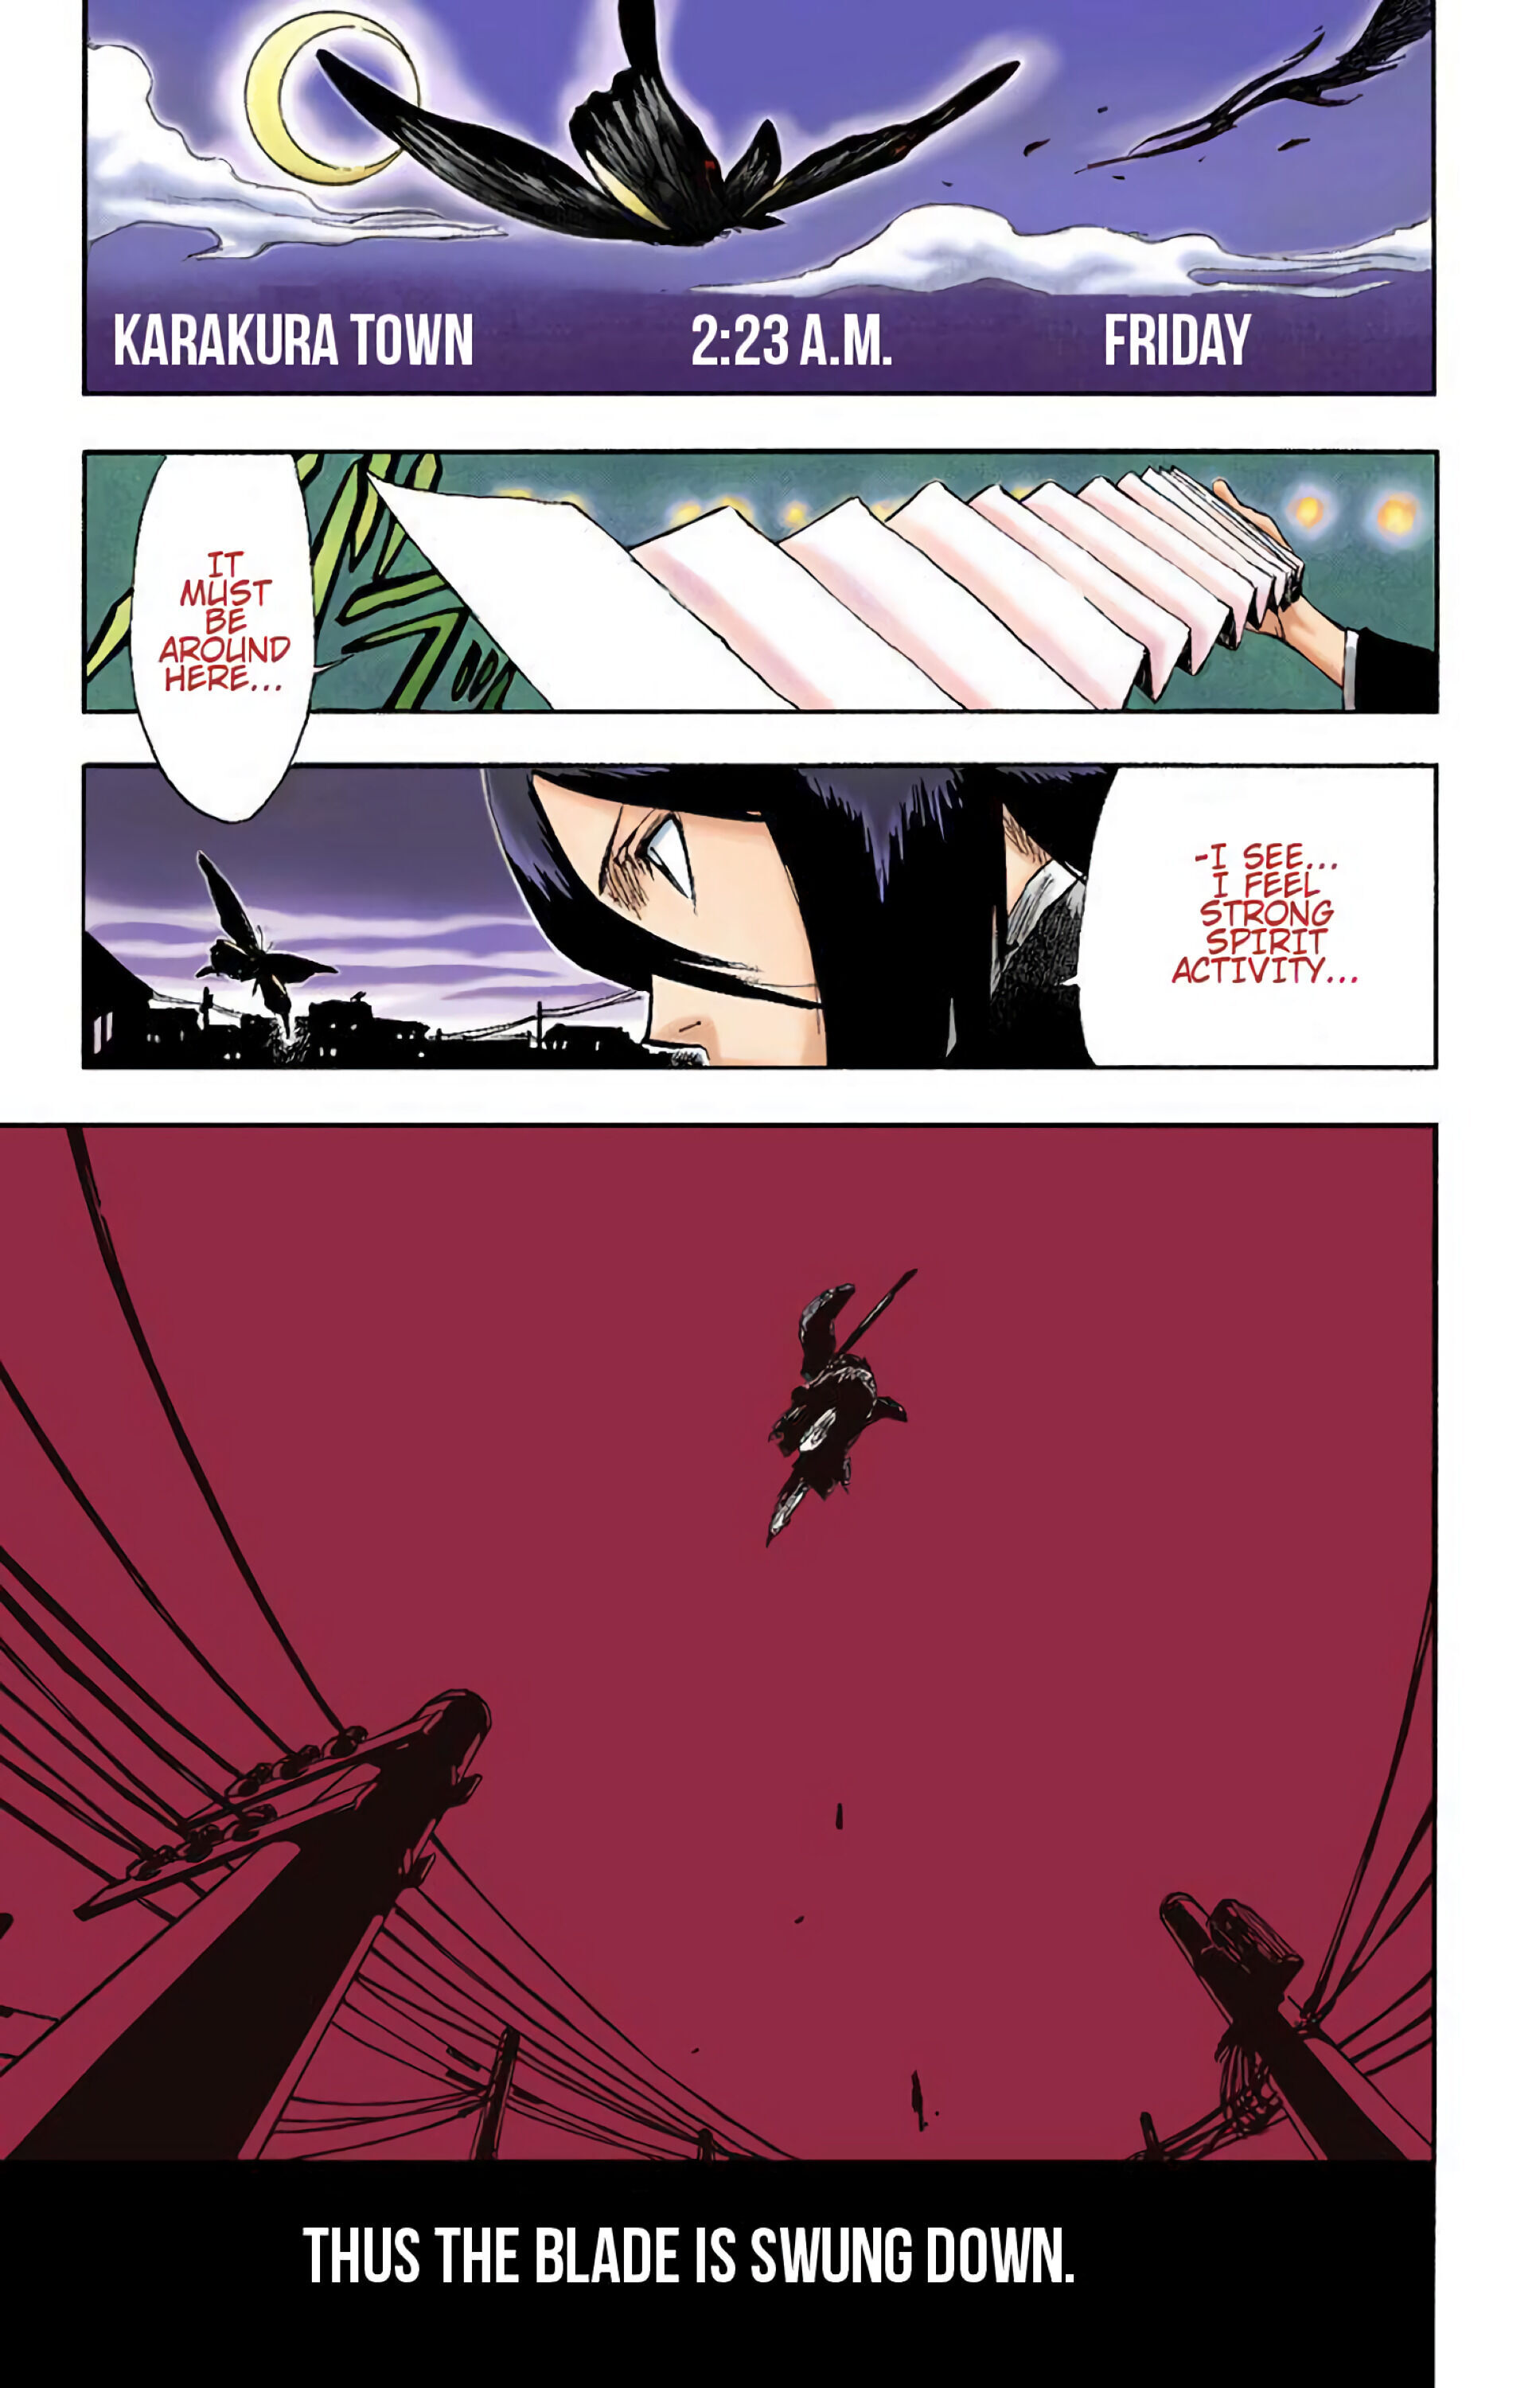 KARAKURA TOWN 2:23 A.M. FRIDAY
IT
MUST
BE
AROUND
HERE...
-I SEE...
I FEEL
STRONG
SPIRIT
ACTIVITY...
THUS THE BLADE IS SWUNG DOWN.